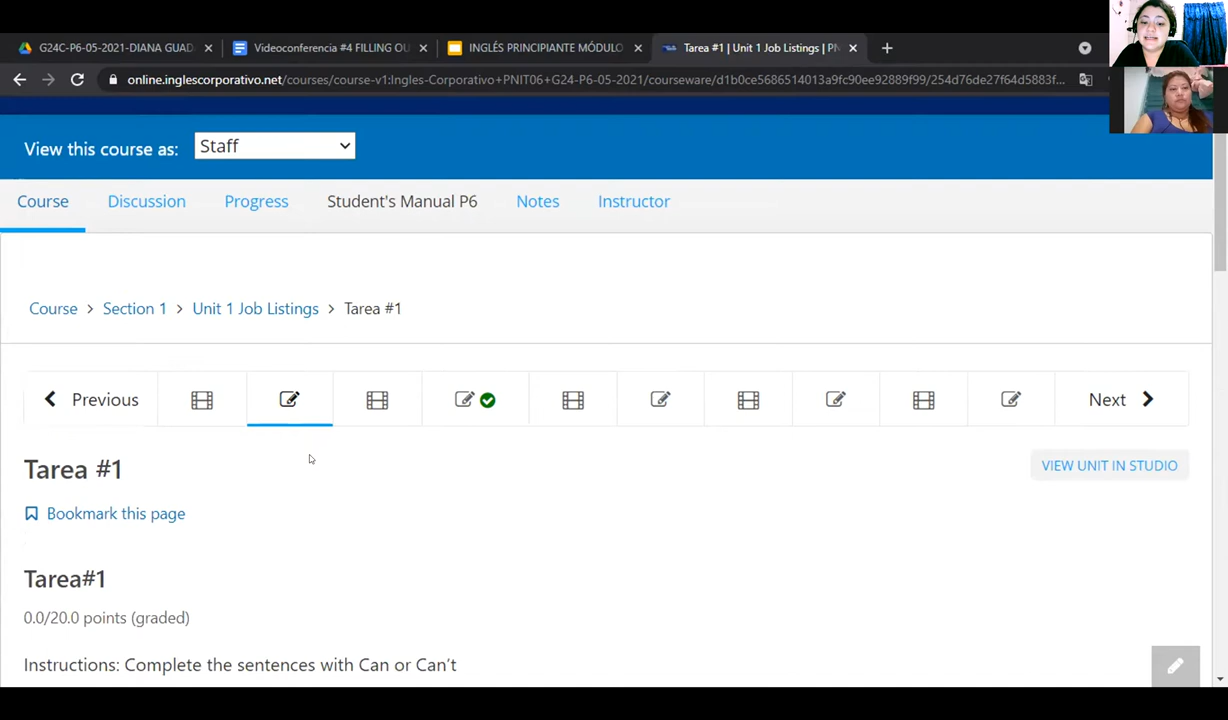 G24C-P6-05-2021-DIANA GUAD
Videoconferencia #4 FILLING OU
INGLÉS PRINCIPIANTE MÓDULO
Tarea #1 | Unit 1 Job Listings | PN
online.inglescorporativo.net/courses/course-v1:Ingles-Corporativo+PNIT06+G24-P6-05-2021/courseware/d1b0ce5686514013a9fc90ee92889f99/254d76de27f64d5883f...
View this course as: Staff
Course Discussion Progress Student's Manual P6 Notes Instructor
Course > Section 1 > Unit 1 Job Listings > Tarea #1
Previous Next
Tarea #1
VIEW UNIT IN STUDIO
Bookmark this page
Tarea#1
0.0/20.0 points (graded)
Instructions: Complete the sentences with Can or Can't